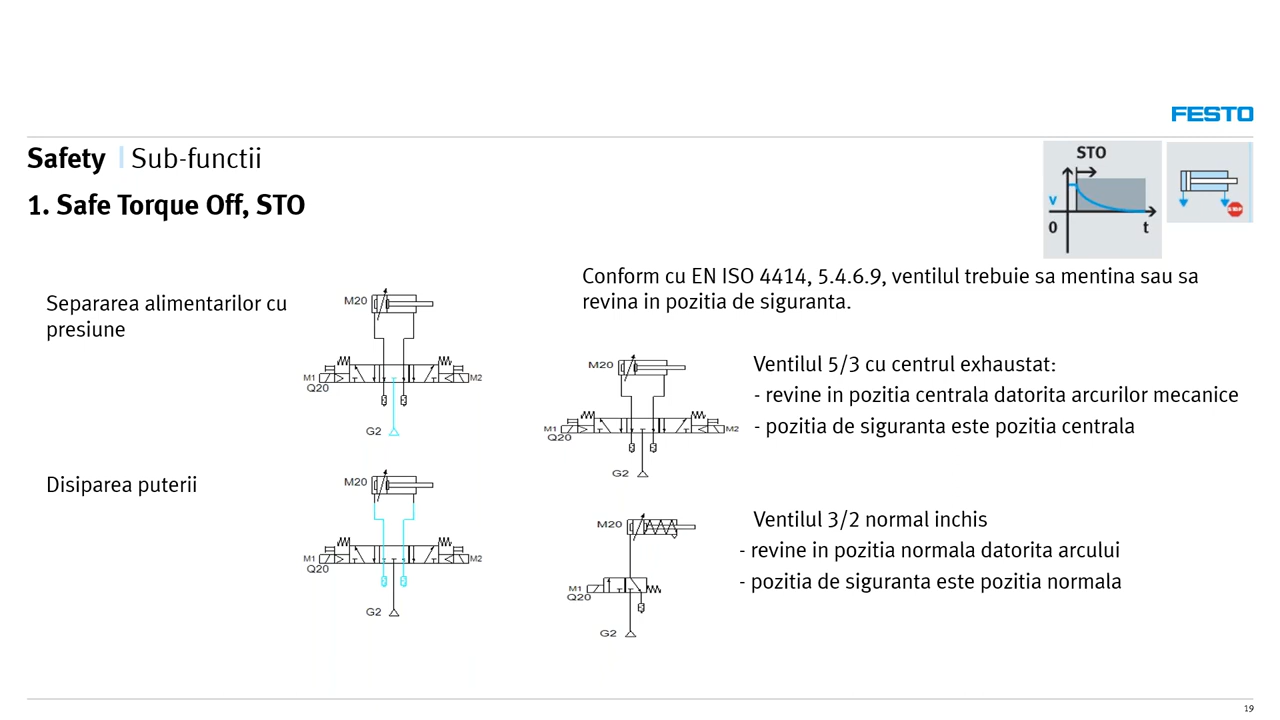 FESTO
Safety | Sub-functii
1. Safe Torque Off, STO
STO
v
0
t
STOP
Conform cu EN ISO 4414, 5.4.6.9, ventilul trebuie sa mentina sau sa
revina in pozitia de siguranta.
Separarea alimentarilor cu
presiune
M20
M1
M2
Q20
G2
M20
M1
M2
Q20
G2
Ventilul 5/3 cu centrul exhaustat:
- revine in pozitia centrala datorita arcurilor mecanice
- pozitia de siguranta este pozitia centrala
Disiparea puterii
M20
M1
M2
Q20
G2
M20
M1
Q20
G2
Ventilul 3/2 normal inchis
- revine in pozitia normala datorita arcului
- pozitia de siguranta este pozitia normala
19